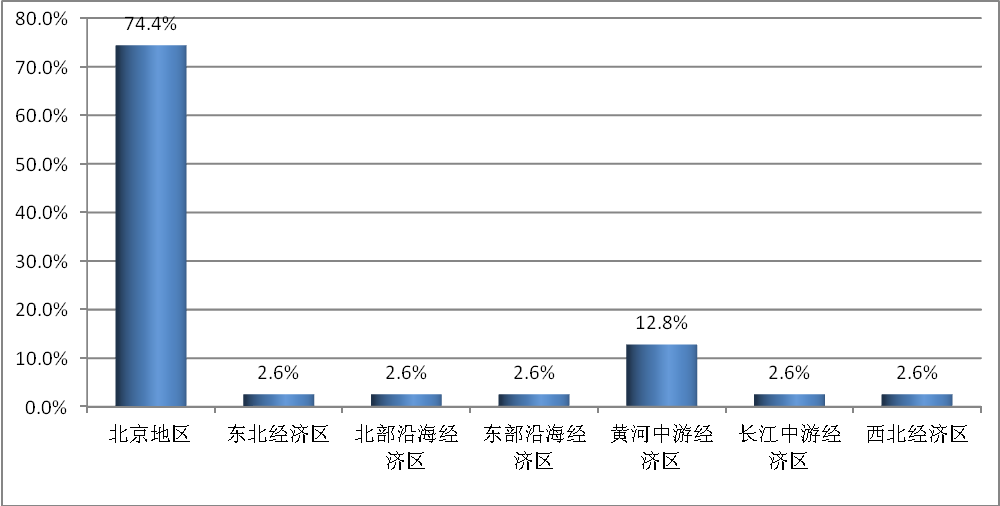 80.0%
70.0%
60.0%
50.0%
40.0%
30.0%
20.0%
10.0%
0.0%
74.4%
2.6%
2.6%
2.6%
12.8%
2.6%
2.6%
北京地区
东北经济区
北部沿海经
济区
东部沿海经
济区
黄河中游经
济区
长江中游经
济区
西北经济区